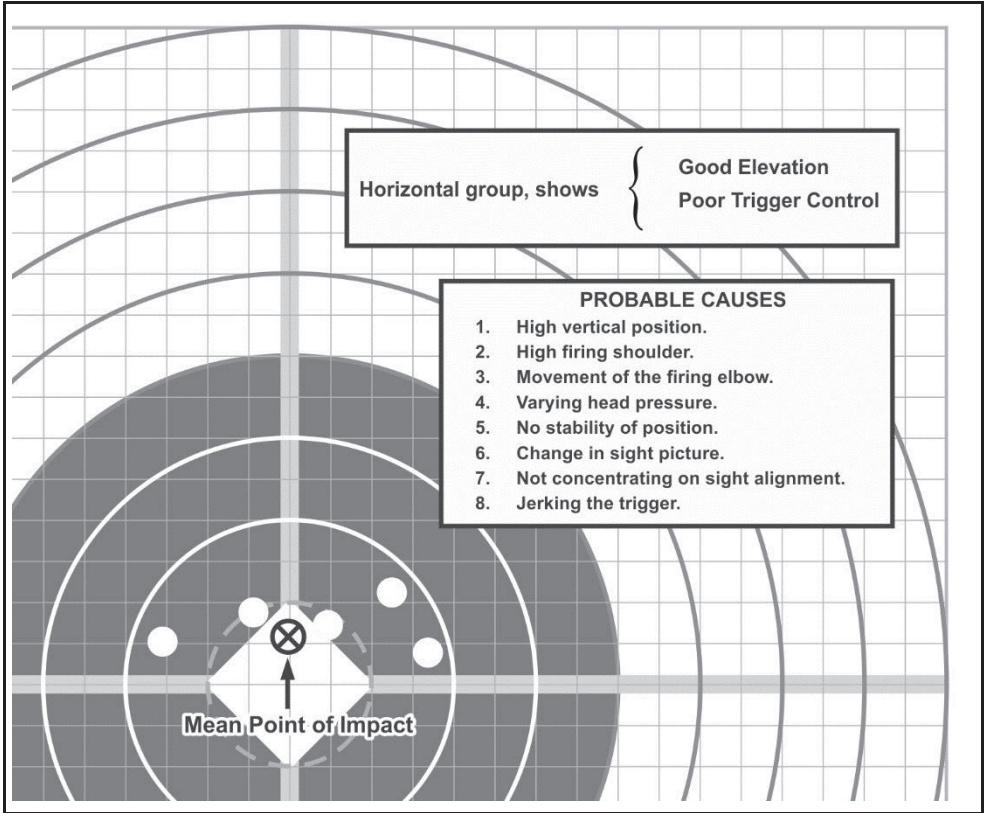 Horizontal group, shows
Good Elevation
Poor Trigger Control
PROBABLE CAUSES
1. High vertical position.
2. High firing shoulder.
3. Movement of the firing elbow.
4. Varying head pressure.
5. No stability of position.
6. Change in sight picture.
7. Not concentrating on sight alignment.
8. Jerking the trigger.
Mean Point of Impact